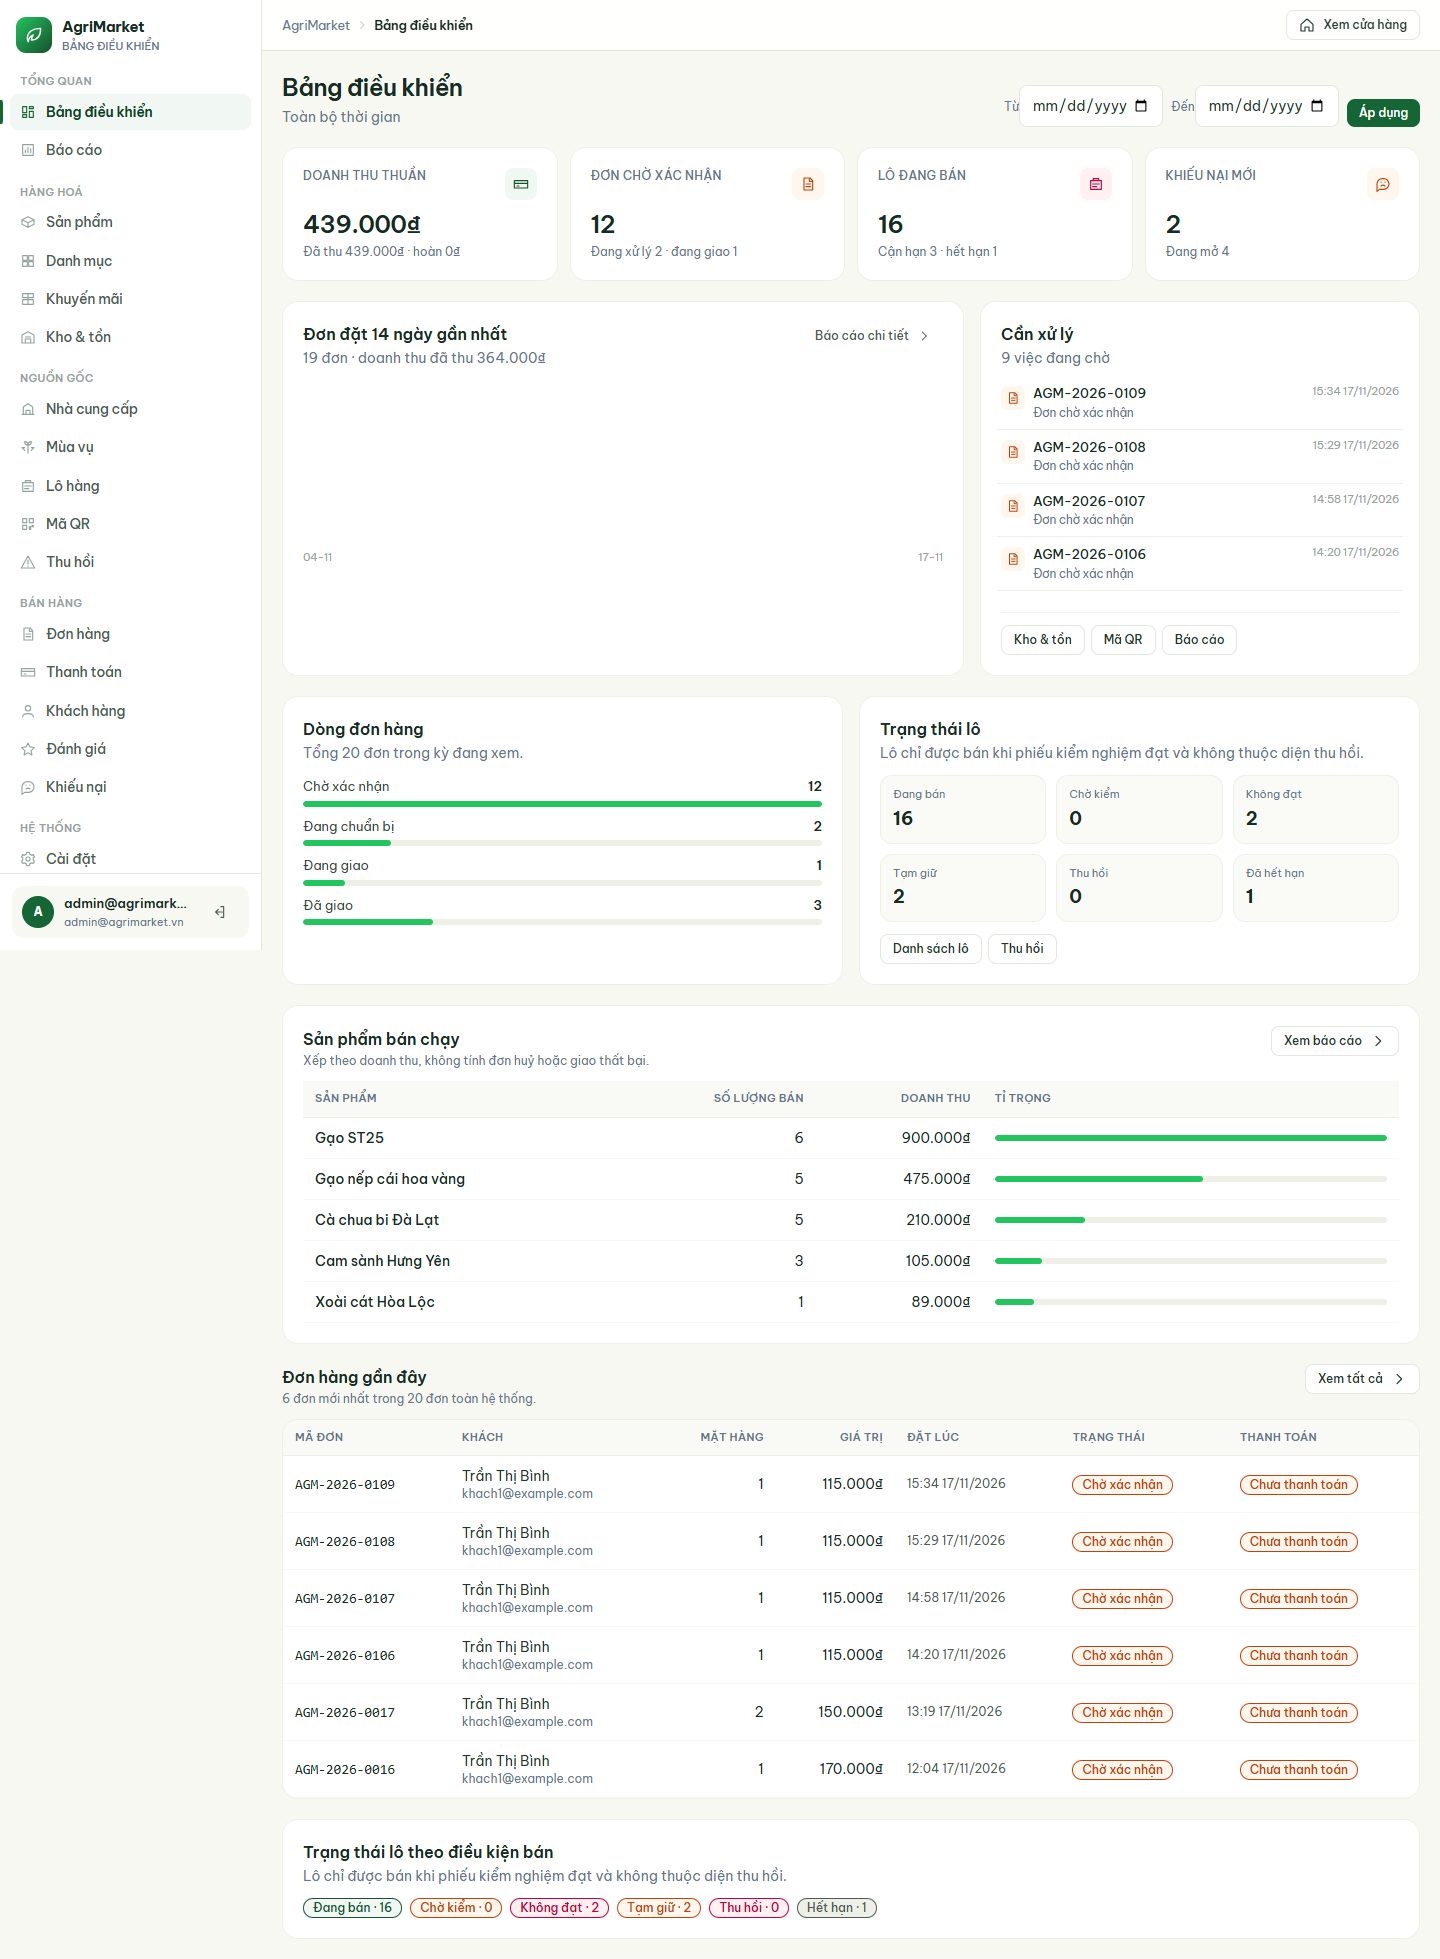 AgriMarket
BẢNG ĐIỀU KHIỂN
TỔNG QUAN
Bảng điều khiển
Báo cáo
HÀNG HOÁ
Sản phẩm
Danh mục
Khuyến mãi
Kho & tồn
NGUỒN GỐC
Nhà cung cấp
Mùa vụ
Lô hàng
Mã QR
Thu hồi
BÁN HÀNG
Đơn hàng
Thanh toán
Khách hàng
Đánh giá
Khiếu nại
HỆ THỐNG
Cài đặt
A
admin@agrimark...
admin@agrimarket.vn
AgriMarket > Bảng điều khiển
Xem cửa hàng
Bảng điều khiển
Toàn bộ thời gian
Từ mm/dd/yyyy Đến mm/dd/yyyy Áp dụng
DOANH THU THUẦN
439.000₫
Đã thu 439.000₫ · hoàn 0₫
ĐƠN CHỜ XÁC NHẬN
12
Đang xử lý 2 · đang giao 1
LÔ ĐANG BÁN
16
Cận hạn 3 · hết hạn 1
KHIẾU NẠI MỚI
2
Đang mở 4
Đơn đặt 14 ngày gần nhất
19 đơn · doanh thu đã thu 364.000₫
Báo cáo chi tiết
04-11
17-11
Cần xử lý
9 việc đang chờ
AGM-2026-0109 15:34 17/11/2026
Đơn chờ xác nhận
AGM-2026-0108 15:29 17/11/2026
Đơn chờ xác nhận
AGM-2026-0107 14:58 17/11/2026
Đơn chờ xác nhận
AGM-2026-0106 14:20 17/11/2026
Đơn chờ xác nhận
Kho & tồn Mã QR Báo cáo
Dòng đơn hàng
Tổng 20 đơn trong kỳ đang xem.
Chờ xác nhận 12
Đang chuẩn bị 2
Đang giao 1
Đã giao 3
Trạng thái lô
Lô chỉ được bán khi phiếu kiểm nghiệm đạt và không thuộc diện thu hồi.
Đang bán
16
Chờ kiểm
0
Không đạt
2
Tạm giữ
2
Thu hồi
0
Đã hết hạn
1
Danh sách lô Thu hồi
Sản phẩm bán chạy
Xếp theo doanh thu, không tính đơn huỷ hoặc giao thất bại.
Xem báo cáo
SẢN PHẨM SỐ LƯỢNG BÁN DOANH THU TỈ TRỌNG
Gạo ST25 6 900.000₫
Gạo nếp cái hoa vàng 5 475.000₫
Cà chua bi Đà Lạt 5 210.000₫
Cam sành Hưng Yên 3 105.000₫
Xoài cát Hòa Lộc 1 89.000₫
Đơn hàng gần đây
6 đơn mới nhất trong 20 đơn toàn hệ thống.
Xem tất cả
MÃ ĐƠN KHÁCH MẶT HÀNG GIÁ TRỊ ĐẶT LÚC TRẠNG THÁI THANH TOÁN
AGM-2026-0109 Trần Thị Bình 1 115.000₫ 15:34 17/11/2026 Chờ xác nhận Chưa thanh toán
khach1@example.com
AGM-2026-0108 Trần Thị Bình 1 115.000₫ 15:29 17/11/2026 Chờ xác nhận Chưa thanh toán
khach1@example.com
AGM-2026-0107 Trần Thị Bình 1 115.000₫ 14:58 17/11/2026 Chờ xác nhận Chưa thanh toán
khach1@example.com
AGM-2026-0106 Trần Thị Bình 1 115.000₫ 14:20 17/11/2026 Chờ xác nhận Chưa thanh toán
khach1@example.com
AGM-2026-0017 Trần Thị Bình 2 150.000₫ 13:19 17/11/2026 Chờ xác nhận Chưa thanh toán
khach1@example.com
AGM-2026-0016 Trần Thị Bình 1 170.000₫ 12:04 17/11/2026 Chờ xác nhận Chưa thanh toán
khach1@example.com
Trạng thái lô theo điều kiện bán
Lô chỉ được bán khi phiếu kiểm nghiệm đạt và không thuộc diện thu hồi.
Đang bán · 16 Chờ kiểm · 0 Không đạt · 2 Tạm giữ · 2 Thu hồi · 0 Hết hạn · 1